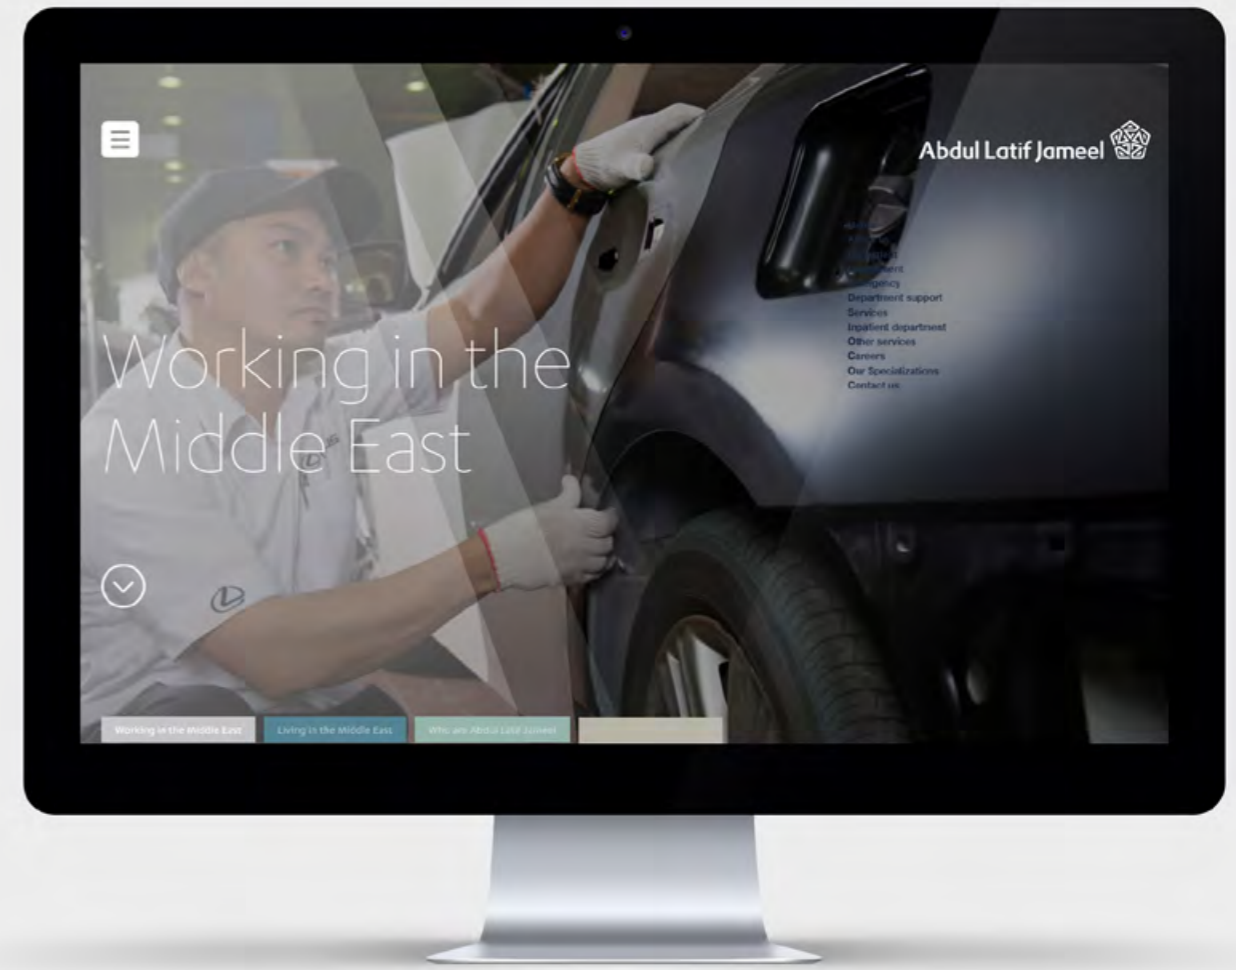 Abdul Latif Jameel
Department support
Services
Inpatient department
Other services
Careers
Our Specializations
Contact us
Working in the
Middle East
Working in the Middle East
Living in the Middle East
Who are Abdul Latif Jameel